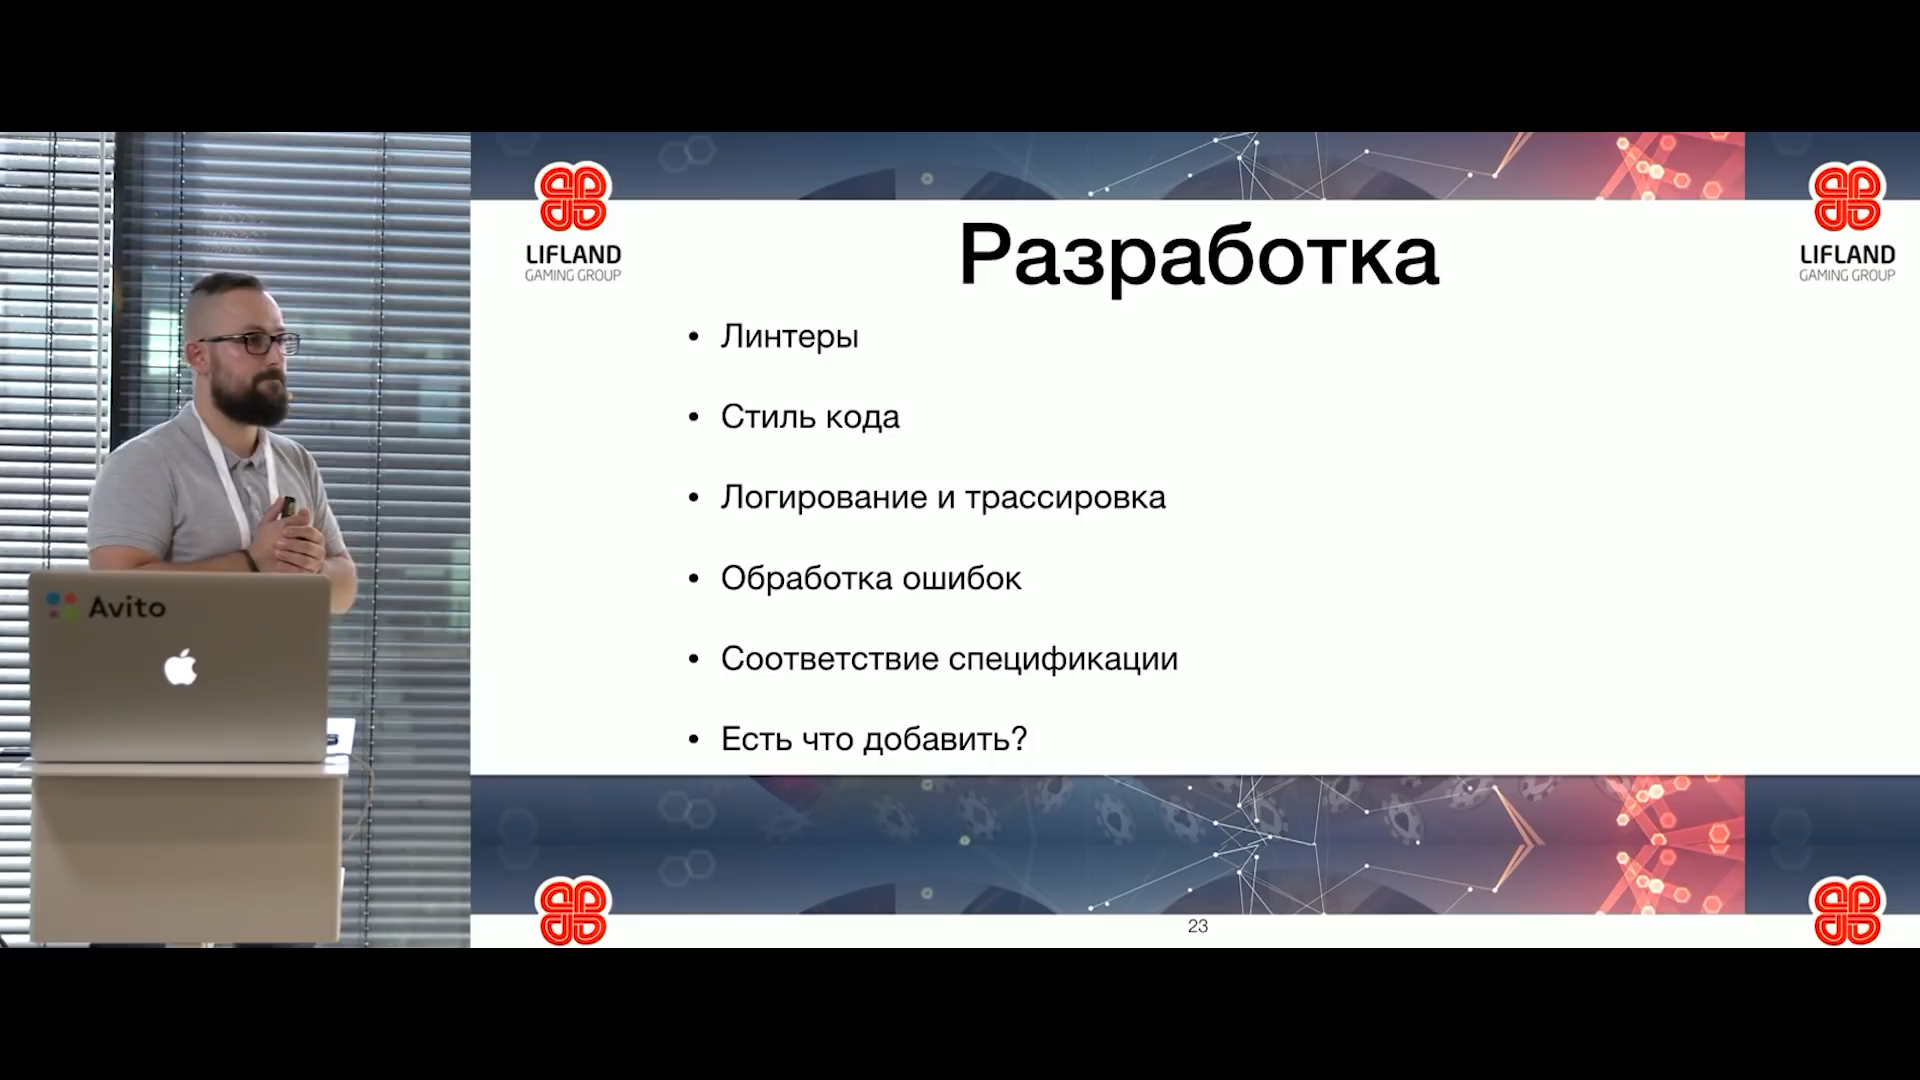 LIFLAND
GAMING GROUP
Разработка
LIFLAND
GAMING GROUP
• Линтеры
• Стиль кода
• Логирование и трассировка
• Обработка ошибок
• Соответствие спецификации
• Есть что добавить?
Avito
23